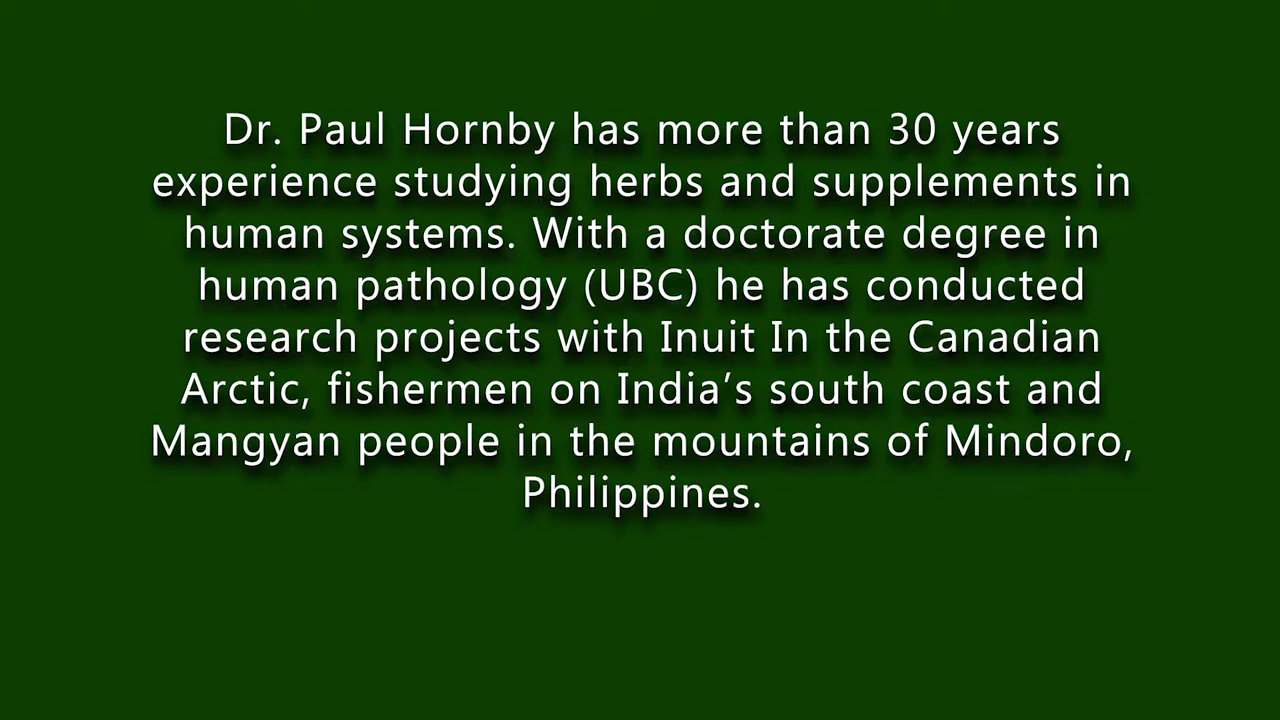 Dr. Paul Hornby has more than 30 years
experience studying herbs and supplements in
human systems. With a doctorate degree in
human pathology (UBC) he has conducted
research projects with Inuit In the Canadian
Arctic, fishermen on India’s south coast and
Mangyan people in the mountains of Mindoro,
Philippines.